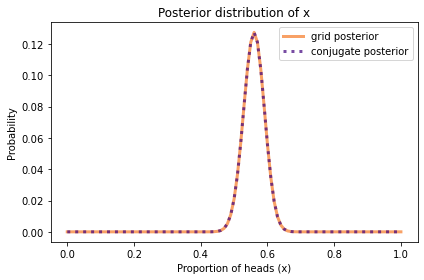 Posterior distribution of x
grid posterior
conjugate posterior
Probability
0.12
0.10
0.08
0.06
0.04
0.02
0.00
0.0 0.2 0.4 0.6 0.8 1.0
Proportion of heads (x)